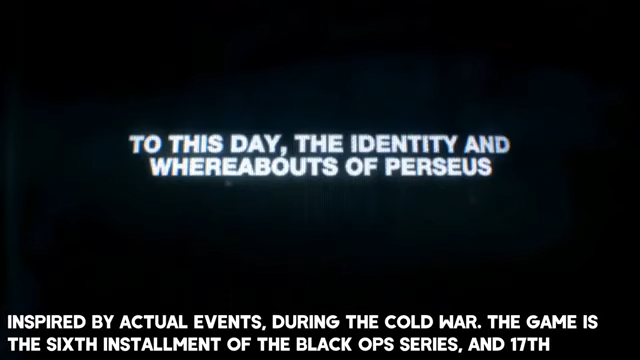 TO THIS DAY, THE IDENTITY AND
WHEREABOUTS OF PERSEUS
INSPIRED BY ACTUAL EVENTS, DURING THE COLD WAR. THE GAME IS
THE SIXTH INSTALLMENT OF THE BLACK OPS SERIES, AND 17TH